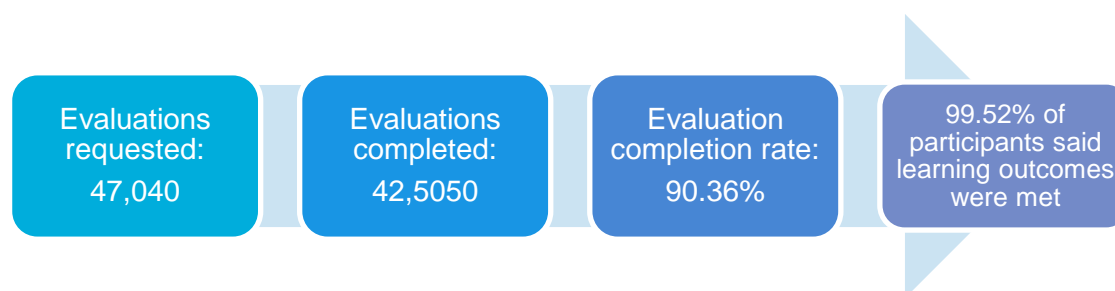 Evaluations
requested:
47,040
Evaluations
completed:
42,5050
Evaluation
completion rate:
90.36%
99.52% of
participants said
learning outcomes
were met